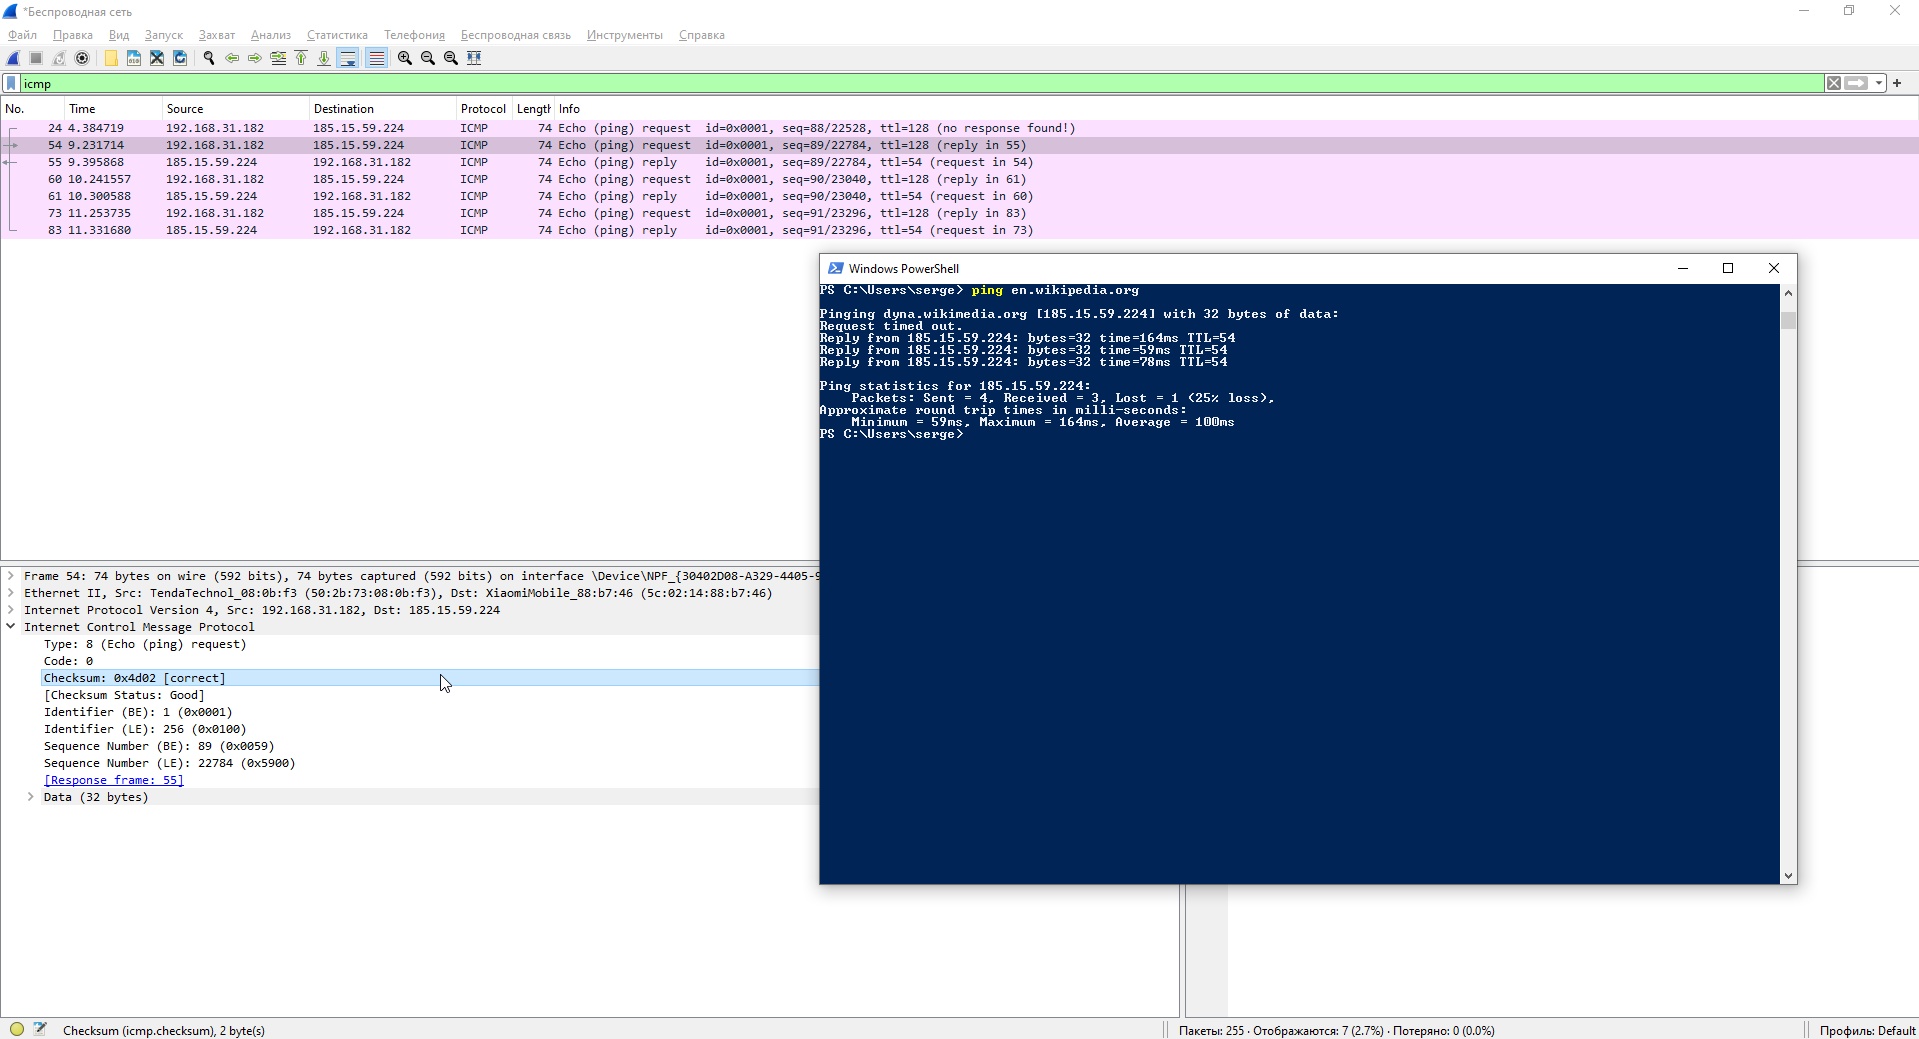 *Беспроводная сеть
Файл Правка Вид Запуск Захват Анализ Статистика Телефония Беспроводная связь Инструменты Справка
icmp
No. Time Source Destination Protocol Length Info
24 4.384719 192.168.31.182 185.15.59.224 ICMP 74 Echo (ping) request id=0x0001, seq=88/22528, ttl=128 (no response found!)
54 9.231714 192.168.31.182 185.15.59.224 ICMP 74 Echo (ping) request id=0x0001, seq=89/22784, ttl=128 (reply in 55)
55 9.395868 185.15.59.224 192.168.31.182 ICMP 74 Echo (ping) reply id=0x0001, seq=89/22784, ttl=54 (request in 54)
60 10.241557 192.168.31.182 185.15.59.224 ICMP 74 Echo (ping) request id=0x0001, seq=90/23040, ttl=128 (reply in 61)
61 10.300588 185.15.59.224 192.168.31.182 ICMP 74 Echo (ping) reply id=0x0001, seq=90/23040, ttl=54 (request in 60)
73 11.253735 192.168.31.182 185.15.59.224 ICMP 74 Echo (ping) request id=0x0001, seq=91/23296, ttl=128 (reply in 83)
83 11.331680 185.15.59.224 192.168.31.182 ICMP 74 Echo (ping) reply id=0x0001, seq=91/23296, ttl=54 (request in 73)
Windows PowerShell
PS C:\Users\serge> ping en.wikipedia.org
Pinging dyna.wikimedia.org [185.15.59.224] with 32 bytes of data:
Request timed out.
Reply from 185.15.59.224: bytes=32 time=164ms TTL=54
Reply from 185.15.59.224: bytes=32 time=59ms TTL=54
Reply from 185.15.59.224: bytes=32 time=78ms TTL=54
Ping statistics for 185.15.59.224:
Packets: Sent = 4, Received = 3, Lost = 1 (25% loss),
Approximate round trip times in milli-seconds:
Minimum = 59ms, Maximum = 164ms, Average = 100ms
PS C:\Users\serge>
Frame 54: 74 bytes on wire (592 bits), 74 bytes captured (592 bits) on interface \Device\NPF_{30402D08-A329-4405-9
Ethernet II, Src: TendaTechnol_08:0b:f3 (50:2b:73:08:0b:f3), Dst: XiaomiMobile_88:b7:46 (5c:02:14:88:b7:46)
Internet Protocol Version 4, Src: 192.168.31.182, Dst: 185.15.59.224
Internet Control Message Protocol
Type: 8 (Echo (ping) request)
Code: 0
Checksum: 0x4d02 [correct]
[Checksum Status: Good]
Identifier (BE): 1 (0x0001)
Identifier (LE): 256 (0x0100)
Sequence Number (BE): 89 (0x0059)
Sequence Number (LE): 22784 (0x5900)
[Response frame: 55]
Data (32 bytes)
Checksum (icmp.checksum), 2 byte(s)
Пакеты: 255 · Отображаются: 7 (2.7%) · Потеряно: 0 (0.0%)
Профиль: Default